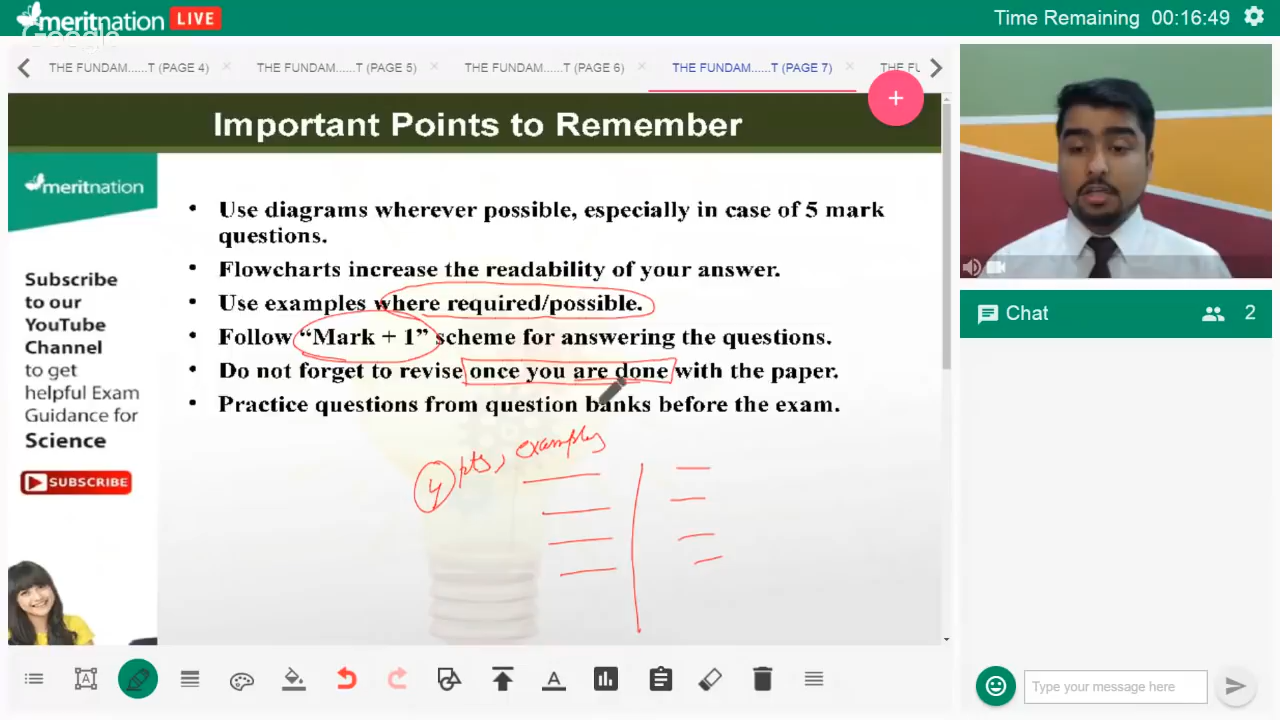 meritnation LIVE
Google
Time Remaining 00:16:49
THE FUNDAM......T (PAGE 4) ×
THE FUNDAM......T (PAGE 5) ×
THE FUNDAM......T (PAGE 6) ×
THE FUNDAM......T (PAGE 7) ×
THE FU
Important Points to Remember
meritnation
• Use diagrams wherever possible, especially in case of 5 mark
questions.
• Flowcharts increase the readability of your answer.
• Use examples where required/possible.
• Follow “Mark + 1” scheme for answering the questions.
• Do not forget to revise once you are done with the paper.
• Practice questions from question banks before the exam.
4 pts, examples
Subscribe
to our
YouTube
Channel
to get
helpful Exam
Guidance for
Science
SUBSCRIBE
Chat 2
Type your message here